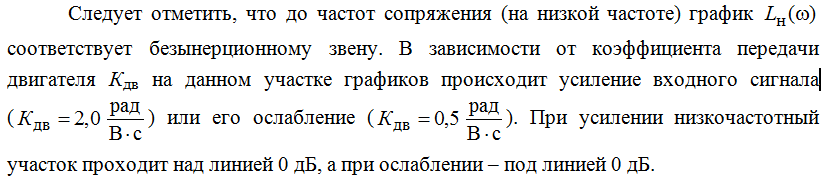 Следует отметить, что до частот сопряжения (на низкой частоте) график Lн(ω)
соответствует безынерционному звену. В зависимости от коэффициента передачи
двигателя Kдв на данном участке графиков происходит усиление входного сигнала
(Kдв = 2,0 рад/(В·с)) или его ослабление (Kдв = 0,5 рад/(В·с)). При усилении низкочастотный
участок проходит над линией 0 дБ, а при ослаблении – под линией 0 дБ.